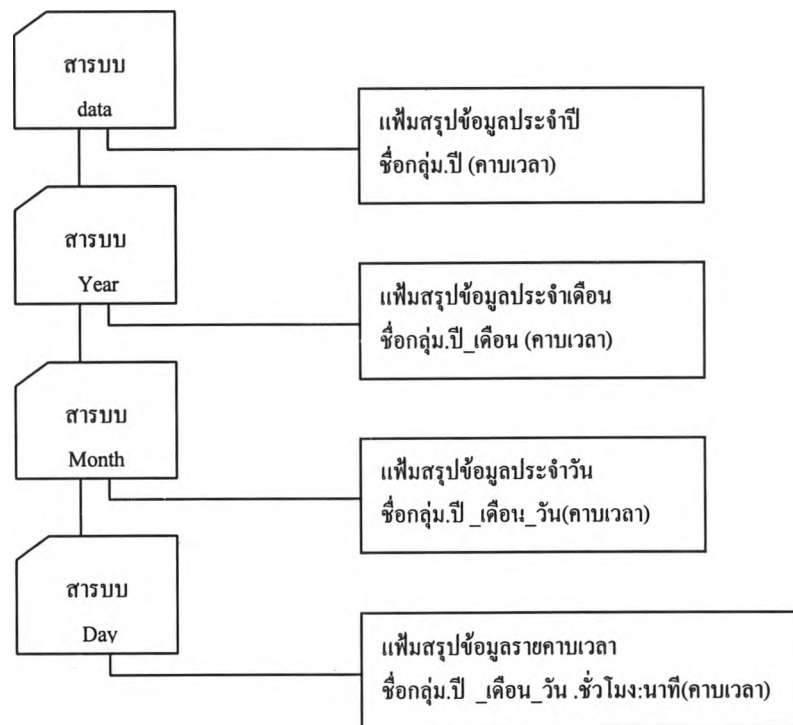 สารบบ
data
แฟ้มสรุปข้อมูลประจำปี
ชื่อกลุ่ม.ปี (คาบเวลา)
สารบบ
Year
แฟ้มสรุปข้อมูลประจำเดือน
ชื่อกลุ่ม.ปี_เดือน (คาบเวลา)
สารบบ
Month
แฟ้มสรุปข้อมูลประจำวัน
ชื่อกลุ่ม.ปี _เดือน_วัน(คาบเวลา)
สารบบ
Day
แฟ้มสรุปข้อมูลรายคาบเวลา
ชื่อกลุ่ม.ปี _เดือน_วัน .ชั่วโมง:นาที(คาบเวลา)